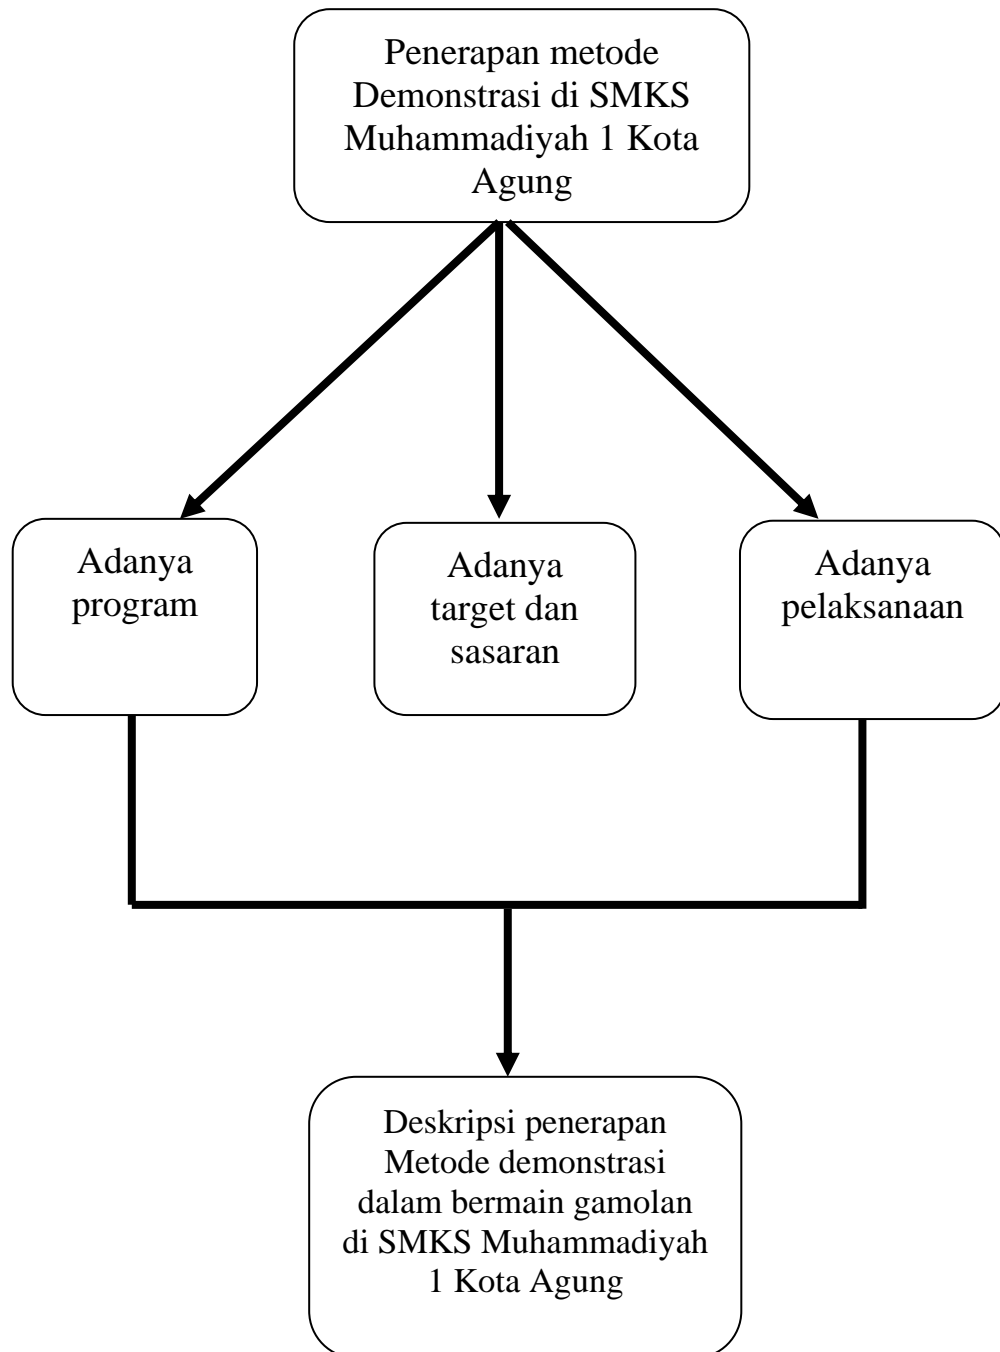 Penerapan metode
Demonstrasi di SMKS
Muhammadiyah 1 Kota
Agung
Adanya
program
Adanya
target dan
sasaran
Adanya
pelaksanaan
Deskripsi penerapan
Metode demonstrasi
dalam bermain gamolan
di SMKS Muhammadiyah
1 Kota Agung